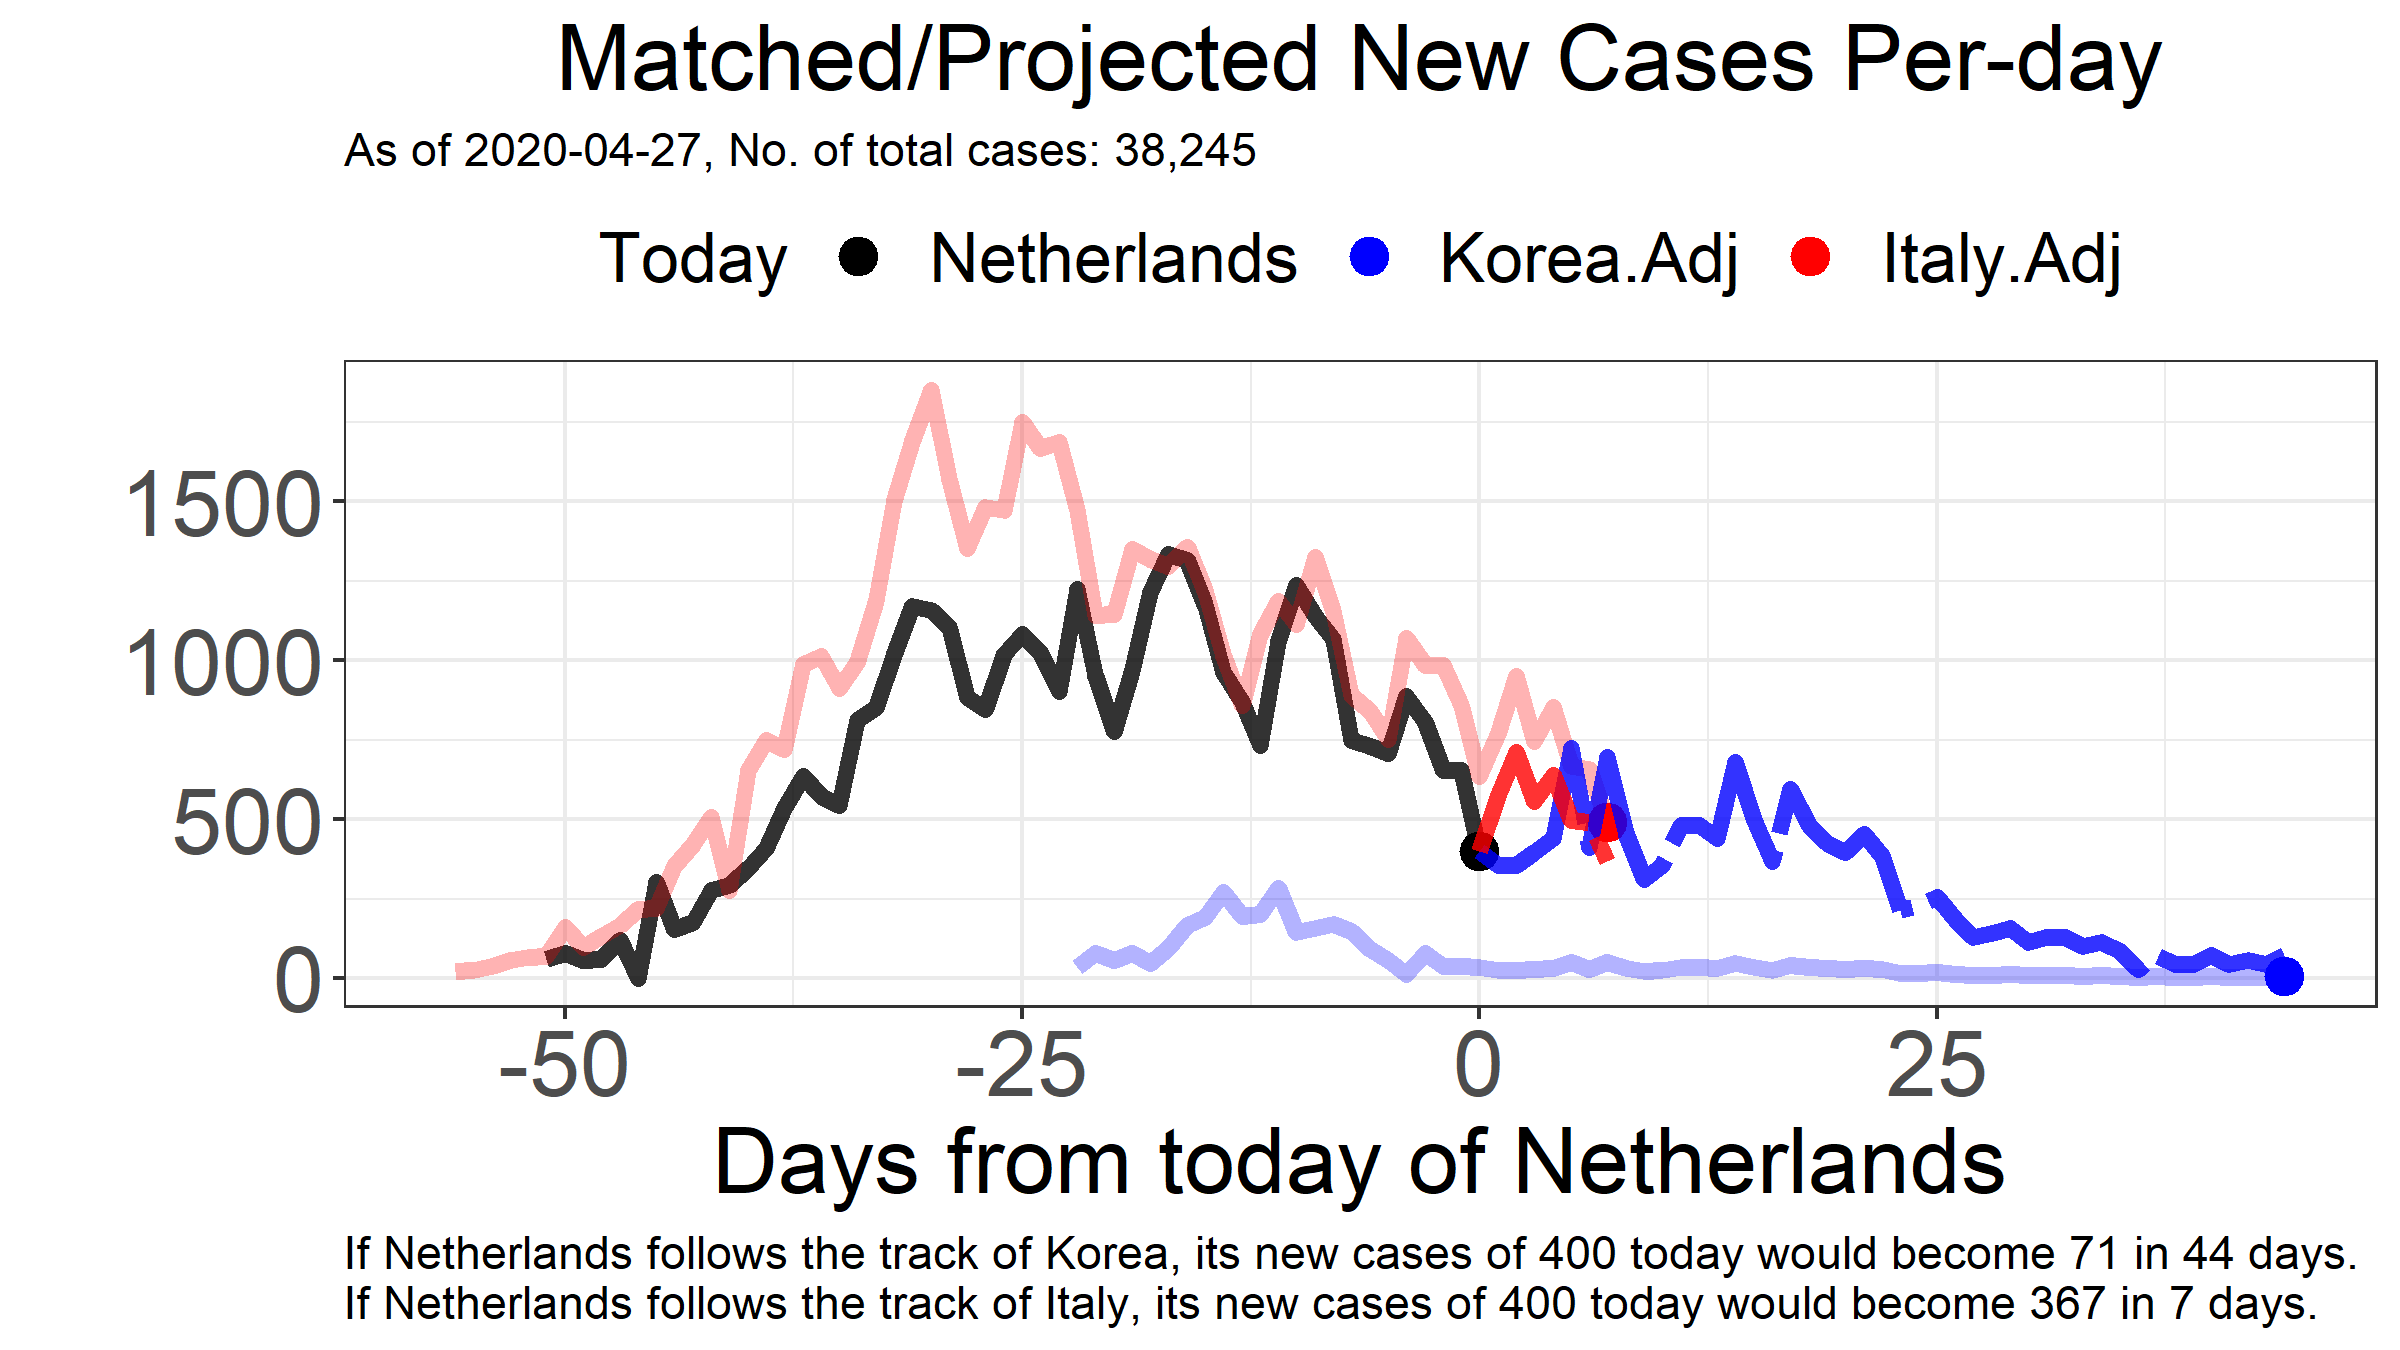 Matched/Projected New Cases Per-day
As of 2020-04-27, No. of total cases: 38,245
Today Netherlands Korea.Adj Italy.Adj
1500
1000
500
0
-50 -25 0 25
Days from today of Netherlands
If Netherlands follows the track of Korea, its new cases of 400 today would become 71 in 44 days.
If Netherlands follows the track of Italy, its new cases of 400 today would become 367 in 7 days.